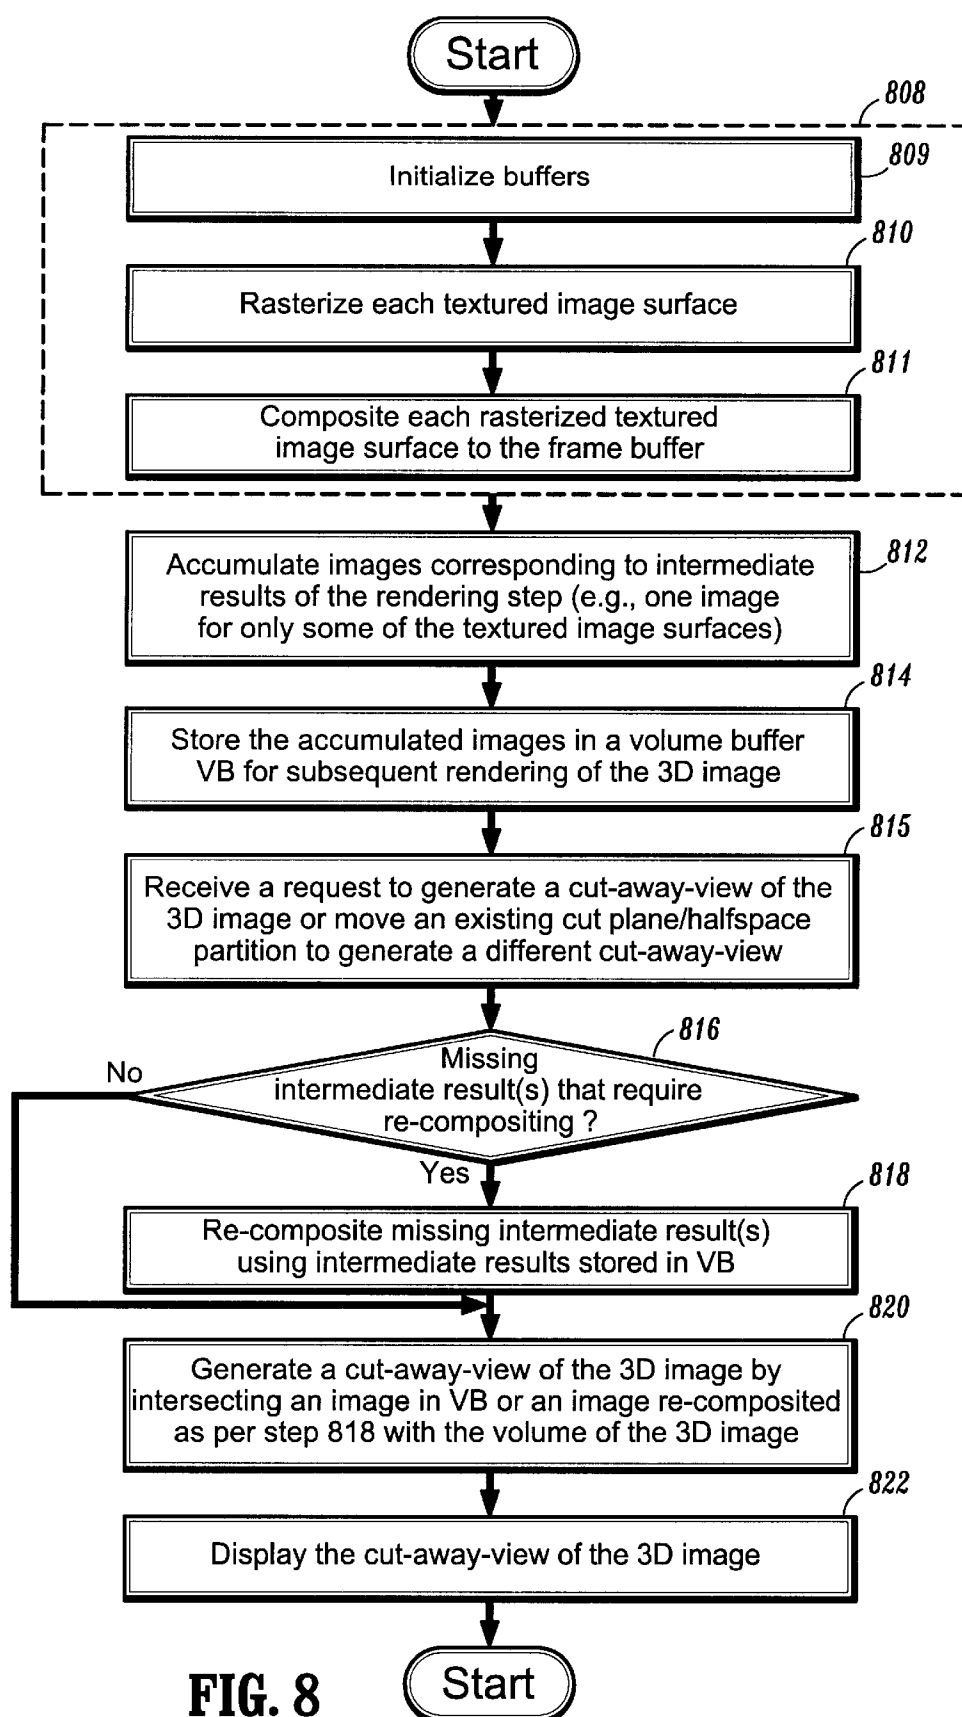 Start
808
Initialize buffers
809
810
Rasterize each textured image surface
811
Composite each rasterized textured
image surface to the frame buffer
812
Accumulate images corresponding to intermediate
results of the rendering step (e.g., one image
for only some of the textured image surfaces)
814
Store the accumulated images in a volume buffer
VB for subsequent rendering of the 3D image
815
Receive a request to generate a cut-away-view of the
3D image or move an existing cut plane/halfspace
partition to generate a different cut-away-view
816
Missing
intermediate result(s) that require
re-compositing ?
No
Yes
818
Re-composite missing intermediate result(s)
using intermediate results stored in VB
820
Generate a cut-away-view of the 3D image by
intersecting an image in VB or an image re-composited
as per step 818 with the volume of the 3D image
822
Display the cut-away-view of the 3D image
Start
FIG. 8